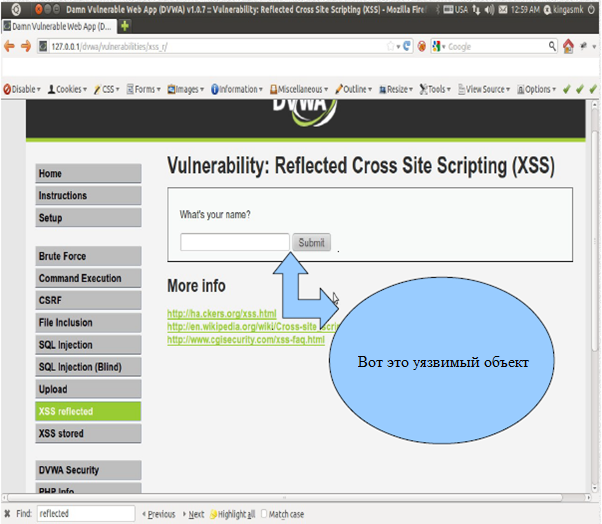 Damn Vulnerable Web App (DVWA) v1.0.7 :: Vulnerability: Reflected Cross Site Scripting (XSS) - Mozilla Fire
USA 12:59 AM kingasmk
Damn Vulnerable Web App (D...
127.0.0.1/dvwa/vulnerabilities/xss_r/
Google
Disable Cookies CSS Forms Images Information Miscellaneous Outline Resize Tools View Source Options
DVWA
Vulnerability: Reflected Cross Site Scripting (XSS)
Home
Instructions
Setup
Brute Force
Command Execution
CSRF
File Inclusion
SQL Injection
SQL Injection (Blind)
Upload
XSS reflected
XSS stored
DVWA Security
PHP Info
What's your name?
Submit
More info
http://ha.ckers.org/xss.html
http://en.wikipedia.org/wiki/Cross-site_scri
http://www.cgisecurity.com/xss-faq.html
Вот это уязвимый объект
Find: reflected Previous Next Highlight all Match case